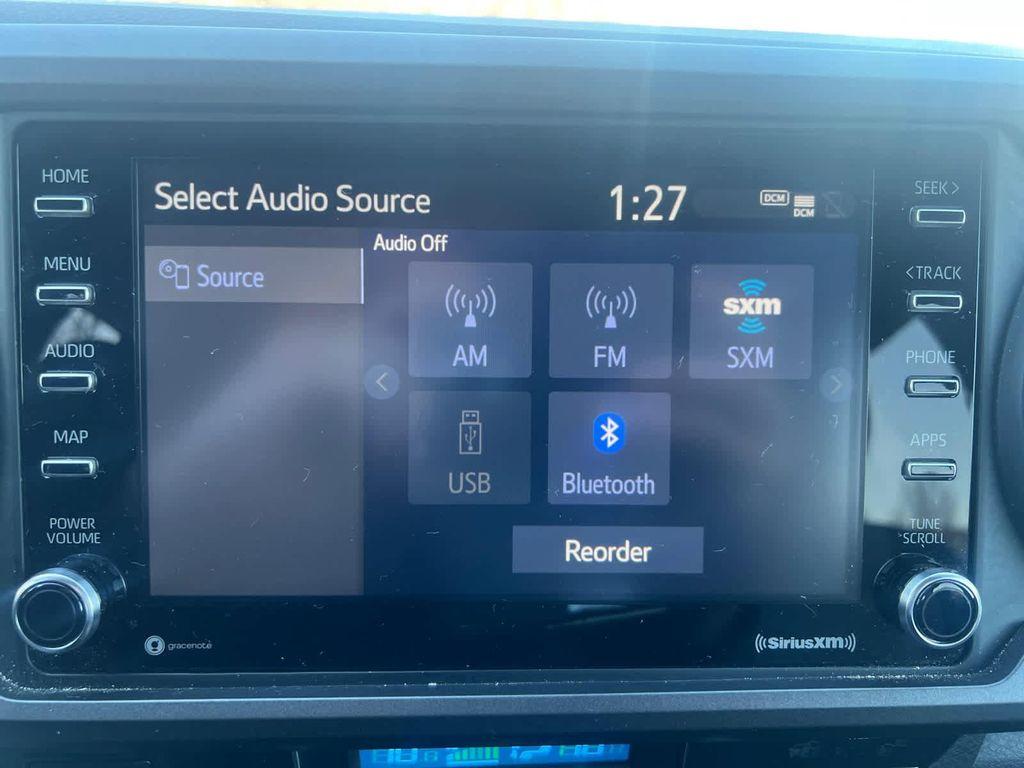 HOME
MENU
AUDIO
MAP
POWER
VOLUME
Select Audio Source
1:27
DCM
DCM
Source
Audio Off
AM
FM
sxm
SXM
USB
Bluetooth
Reorder
SEEK >
< TRACK
PHONE
APPS
TUNE
SCROLL
g gracenote
((SiriusXM))